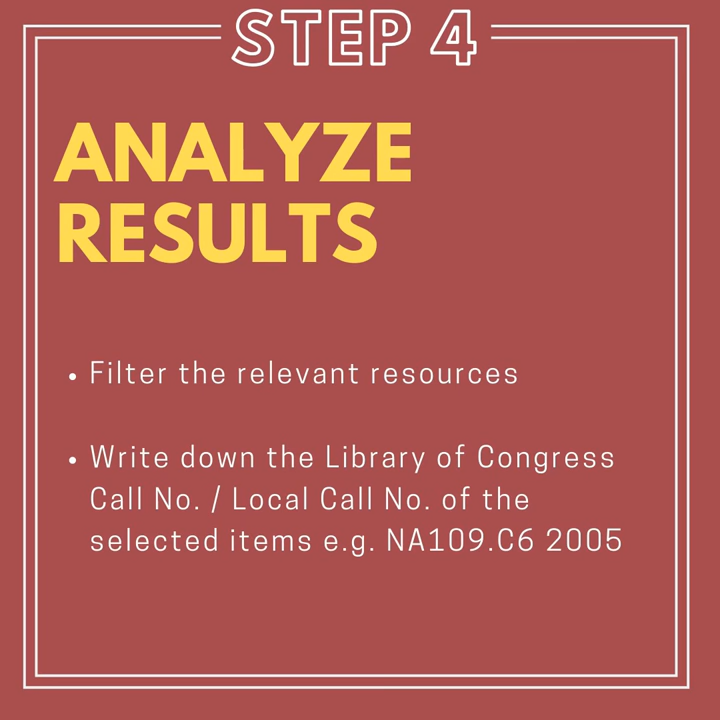 STEP 4
ANALYZE
RESULTS
• Filter the relevant resources
• Write down the Library of Congress
Call No. / Local Call No. of the
selected items e.g. NA109.C6 2005